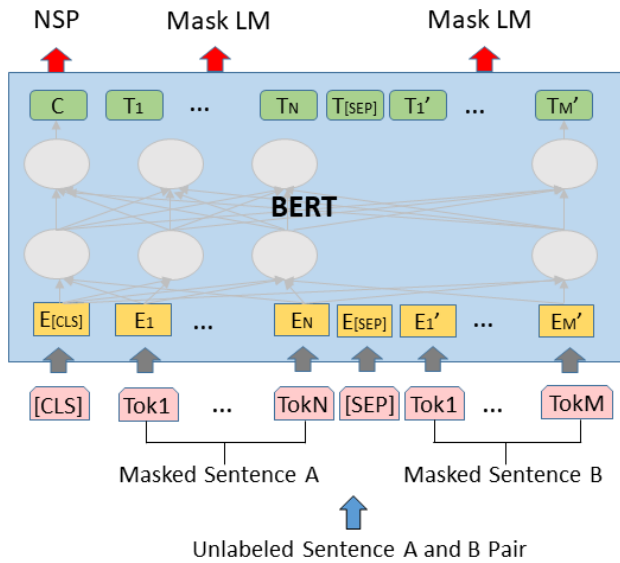 NSP Mask LM Mask LM
C T1 ... TN T[SEP] T1’ ... TM’
BERT
E[CLS] E1 ... EN E[SEP] E1’ ... EM’
[CLS] Tok1 ... TokN [SEP] Tok1 ... TokM
Masked Sentence A Masked Sentence B
Unlabeled Sentence A and B Pair